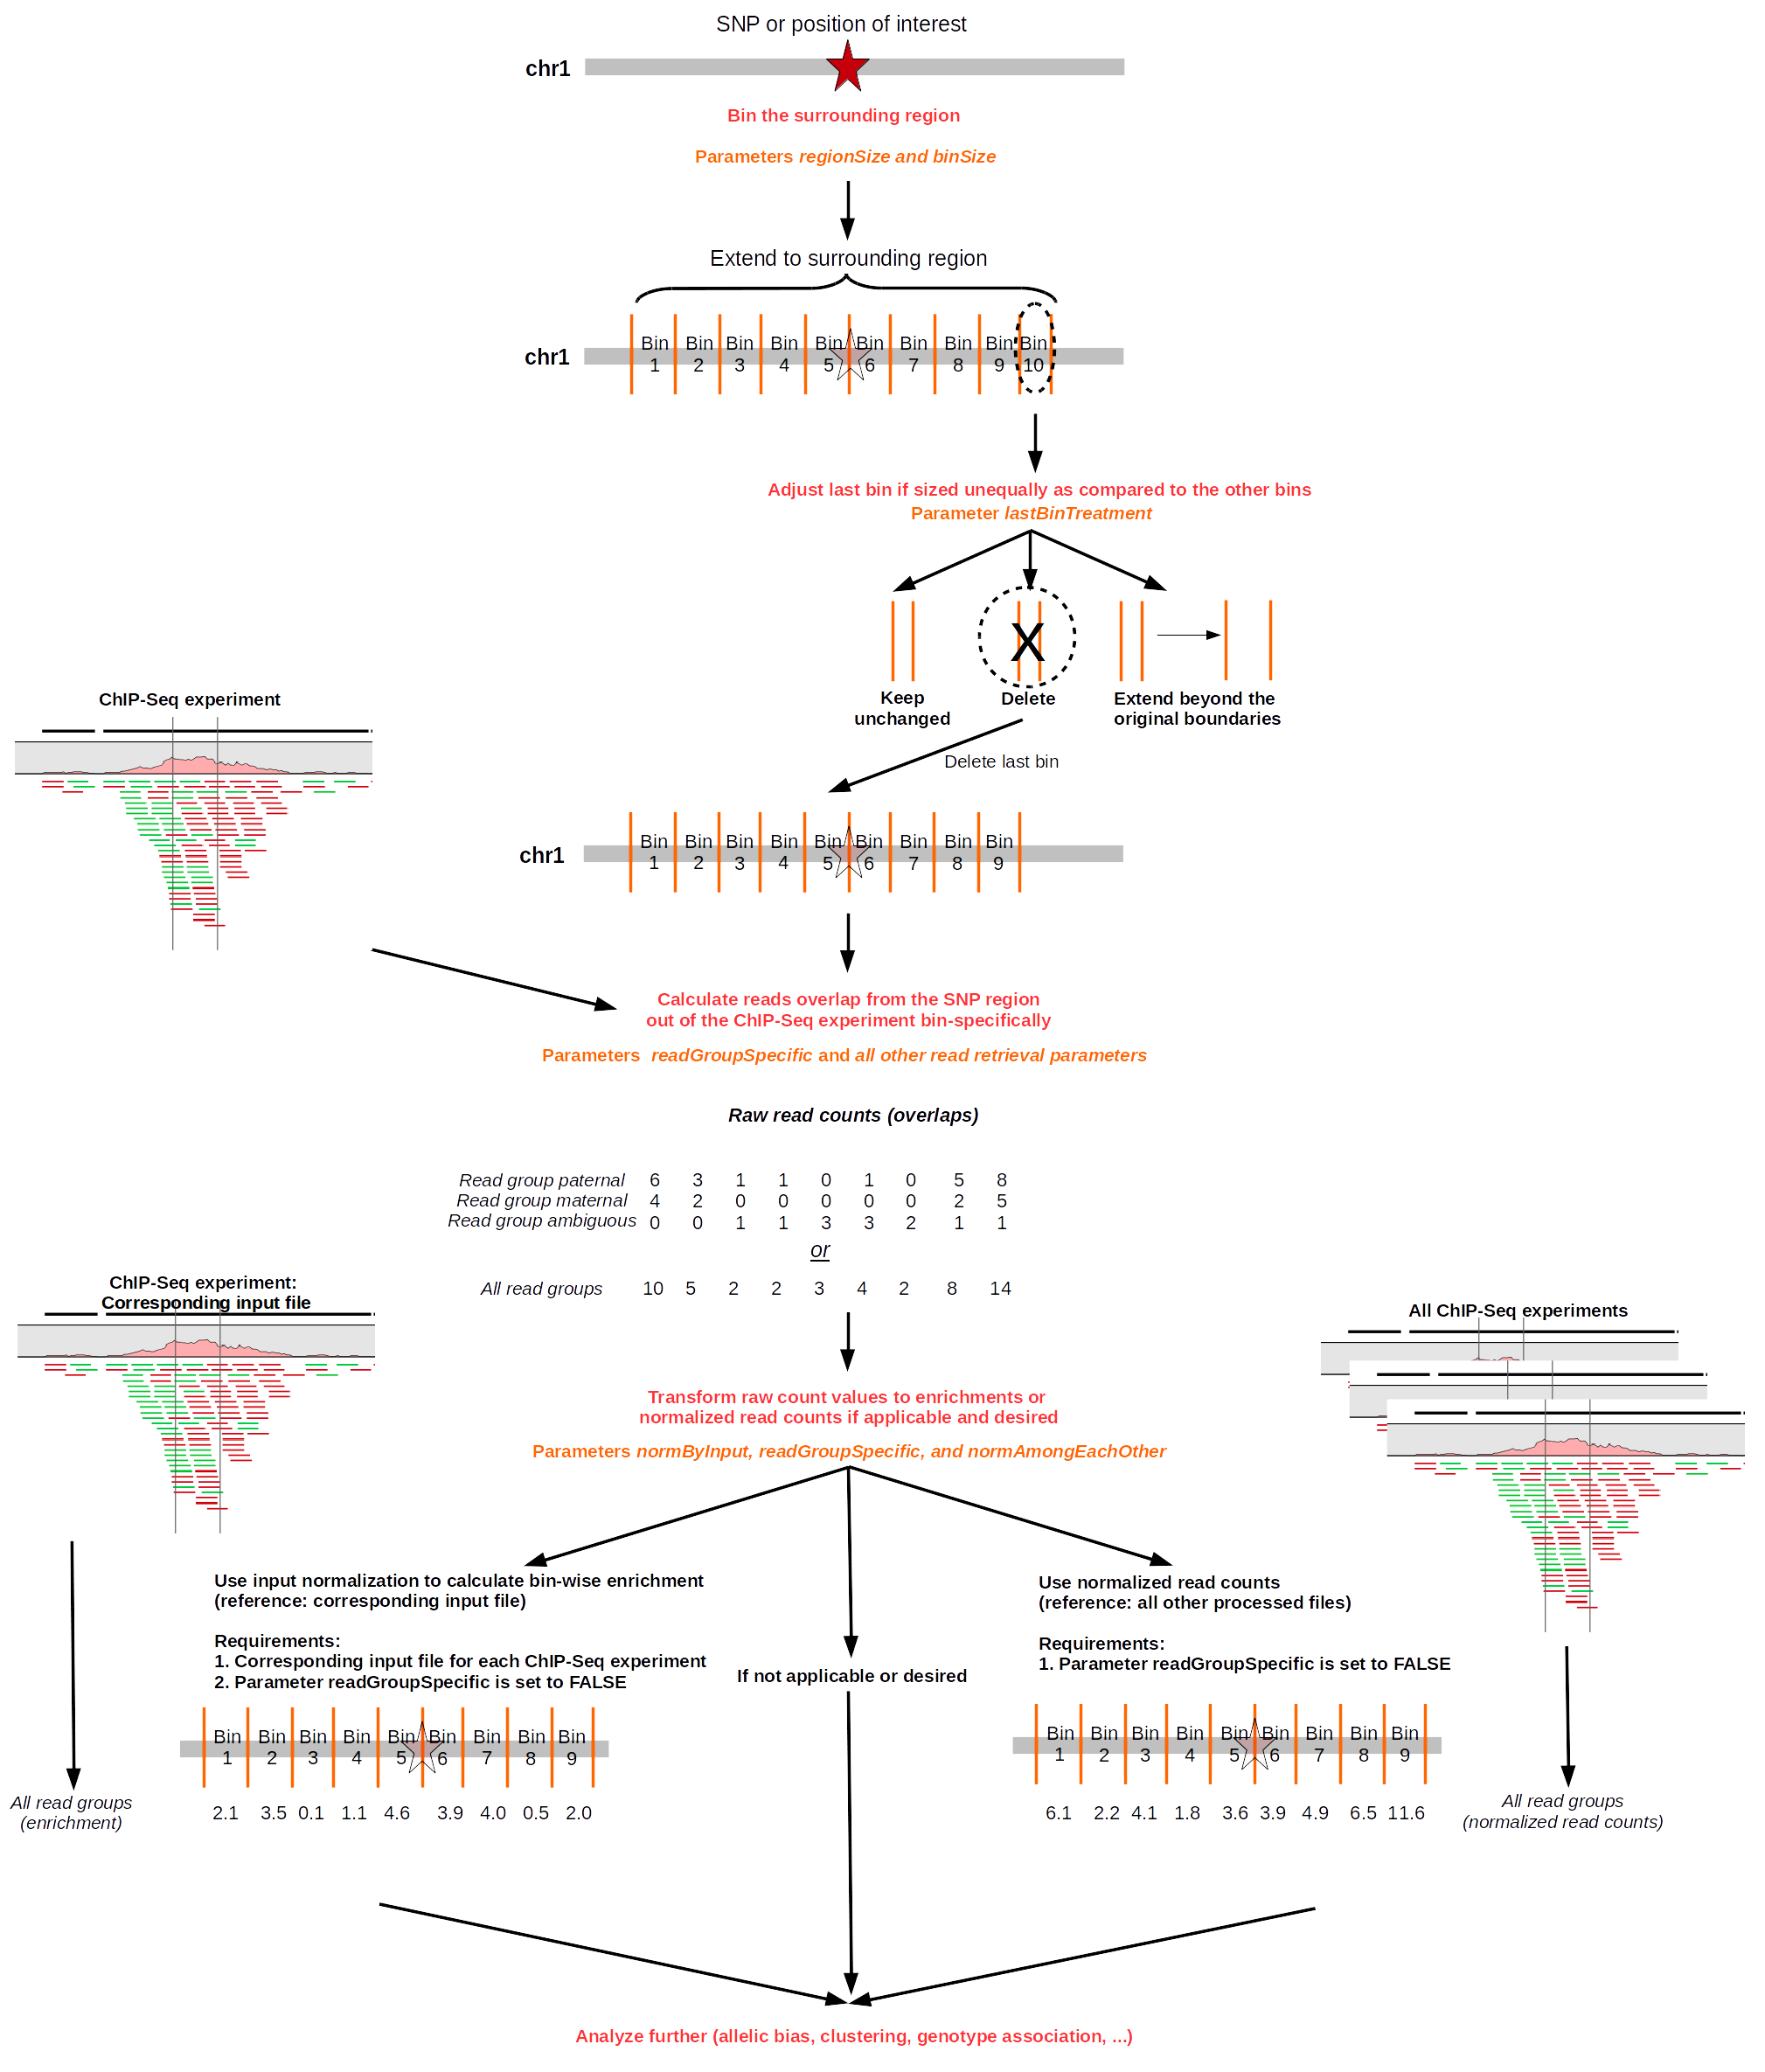 SNP or position of interest
chr1
Bin the surrounding region
Parameters regionSize and binSize
Extend to surrounding region
chr1
Bin Bin Bin Bin Bin Bin Bin Bin Bin Bin
1 2 3 4 5 6 7 8 9 10
Adjust last bin if sized unequally as compared to the other bins
Parameter lastBinTreatment
X
Keep
unchanged
Delete
Extend beyond the
original boundaries
Delete last bin
ChIP-Seq experiment
chr1
Bin Bin Bin Bin Bin Bin Bin Bin Bin
1 2 3 4 5 6 7 8 9
Calculate reads overlap from the SNP region
out of the ChIP-Seq experiment bin-specifically
Parameters readGroupSpecific and all other read retrieval parameters
Raw read counts (overlaps)
Read group paternal 6 3 1 1 0 1 0 5 8
Read group maternal 4 2 0 0 0 0 0 2 5
Read group ambiguous 0 0 1 1 3 3 2 1 1
or
All read groups 10 5 2 2 3 4 2 8 14
ChIP-Seq experiment:
Corresponding input file
All ChIP-Seq experiments
Transform raw count values to enrichments or
normalized read counts if applicable and desired
Parameters normByInput, readGroupSpecific, and normAmongEachOther
Use input normalization to calculate bin-wise enrichment
(reference: corresponding input file)
Requirements:
1. Corresponding input file for each ChIP-Seq experiment
2. Parameter readGroupSpecific is set to FALSE
Bin Bin Bin Bin Bin Bin Bin Bin Bin
1 2 3 4 5 6 7 8 9
2.1 3.5 0.1 1.1 4.6 3.9 4.0 0.5 2.0
All read groups
(enrichment)
If not applicable or desired
Use normalized read counts
(reference: all other processed files)
Requirements:
1. Parameter readGroupSpecific is set to FALSE
Bin Bin Bin Bin Bin Bin Bin Bin Bin
1 2 3 4 5 6 7 8 9
6.1 2.2 4.1 1.8 3.6 3.9 4.9 6.5 11.6
All read groups
(normalized read counts)
Analyze further (allelic bias, clustering, genotype association, ...)